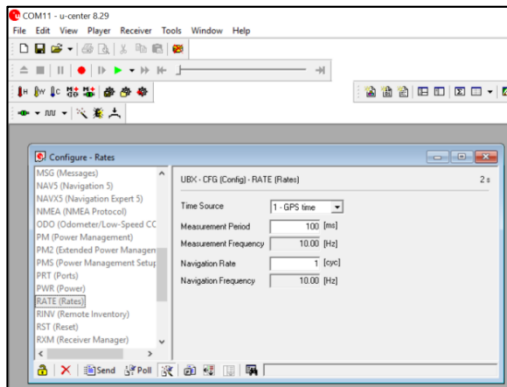 COM11 - u-center 8.29
File Edit View Player Receiver Tools Window Help
Configure - Rates
MSG (Messages)
NAV5 (Navigation 5)
NAVX5 (Navigation Expert 5)
NMEA (NMEA Protocol)
ODO (Odometer/Low-Speed CO
PM (Power Management)
PM2 (Extended Power Managem
PMS (Power Management Setup
PRT (Ports)
PWR (Power)
RATE (Rates)
RINV (Remote Inventory)
RST (Reset)
RXM (Receiver Manager)
UBX - CFG (Config) - RATE (Rates) 2 s
Time Source 1 - GPS time
Measurement Period 100 [ms]
Measurement Frequency 10.00 [Hz]
Navigation Rate 1 [cyc]
Navigation Frequency 10.00 [Hz]
Send Poll